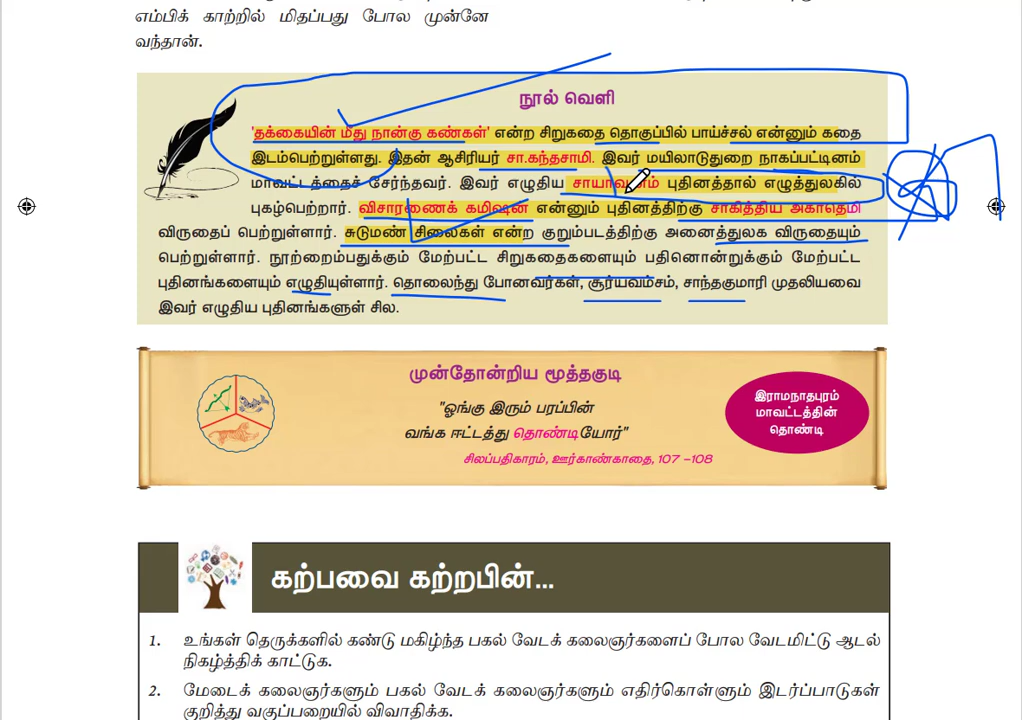 எம்பிக் காற்றில் மிதப்பது போல முன்னே
வந்தான்.
நூல் வெளி
'தக்கையின் மீது நான்கு கண்கள்' என்ற சிறுகதை தொகுப்பில் பாய்ச்சல் என்னும் கதை
இடம்பெற்றுள்ளது. இதன் ஆசிரியர் சா.கந்தசாமி. இவர் மயிலாடுதுறை நாகப்பட்டினம்
மாவட்டத்தைச் சேர்ந்தவர். இவர் எழுதிய சாயாவனம் புதினத்தால் எழுத்துலகில்
புகழ்பெற்றார். விசாரணைக் கமிஷன் என்னும் புதினத்திற்கு சாகித்திய அகாதெமி
விருதைப் பெற்றுள்ளார். சுடுமண் சிலைகள் என்ற குறும்படத்திற்கு அனைத்துலக விருதையும்
பெற்றுள்ளார். நூற்றைம்பதுக்கும் மேற்பட்ட சிறுகதைகளையும் பதினொன்றுக்கும் மேற்பட்ட
புதினங்களையும் எழுதியுள்ளார். தொலைந்து போனவர்கள், சூர்யவம்சம், சாந்தகுமாரி முதலியவை
இவர் எழுதிய புதினங்களுள் சில.
முன்தோன்றிய மூத்தகுடி
"ஓங்கு இரும் பரப்பின்
வங்க ஈட்டத்து தொண்டியோர்"
சிலப்பதிகாரம், ஊர்காண்காதை, 107 –108
இராமநாதபுரம்
மாவட்டத்தின்
தொண்டி
கற்பவை கற்றபின்...
1. உங்கள் தெருக்களில் கண்டு மகிழ்ந்த பகல் வேடக் கலைஞர்களைப் போல வேடமிட்டு ஆடல்
நிகழ்த்திக் காட்டுக.
2. மேடைக் கலைஞர்களும் பகல் வேடக் கலைஞர்களும் எதிர்கொள்ளும் இடர்ப்பாடுகள்
குறித்து வகுப்பறையில் விவாதிக்க.